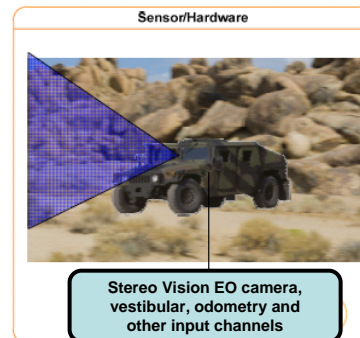 Sensor/Hardware
Stereo Vision EO camera,
vestibular, odometry and
other input channels